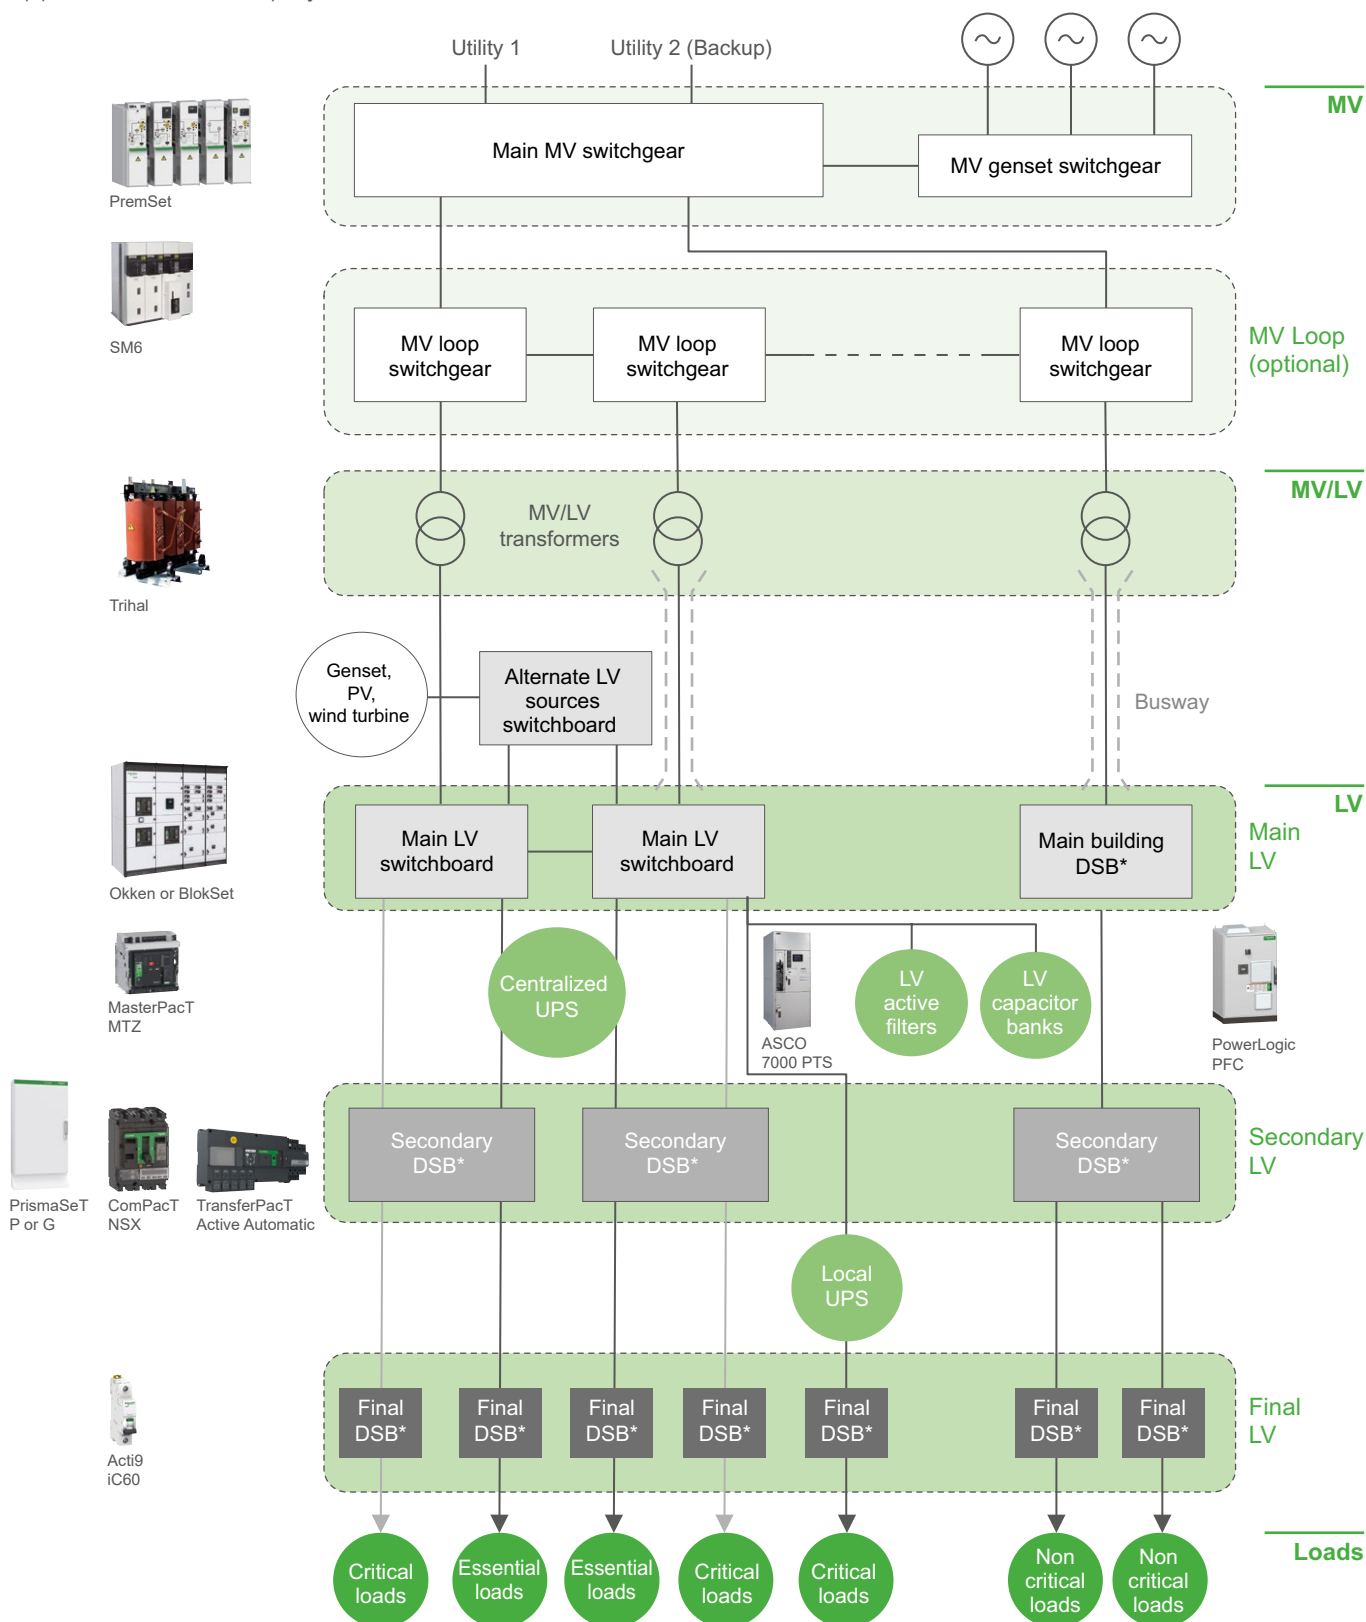 Utility 1
Utility 2 (Backup)
MV
Main MV switchgear
MV genset switchgear
PremSet
SM6
MV loop
switchgear
MV loop
switchgear
MV loop
switchgear
MV Loop
(optional)
MV/LV
MV/LV
transformers
Trihal
Genset,
PV,
wind turbine
Alternate LV
sources
switchboard
Busway
LV
Main LV
switchboard
Main LV
switchboard
Main building
DSB*
Main
LV
Okken or BlokSet
MasterPacT
MTZ
Centralized
UPS
ASCO
7000 PTS
LV
active
filters
LV
capacitor
banks
PowerLogic
PFC
Secondary
DSB*
Secondary
DSB*
Secondary
DSB*
Secondary
LV
PrismaSeT
P or G
ComPacT
NSX
TransferPacT
Active Automatic
Local
UPS
Final
DSB*
Final
DSB*
Final
DSB*
Final
DSB*
Final
DSB*
Final
DSB*
Final
DSB*
Final
LV
Acti9
iC60
Loads
Critical
loads
Essential
loads
Essential
loads
Critical
loads
Critical
loads
Non
critical
loads
Non
critical
loads